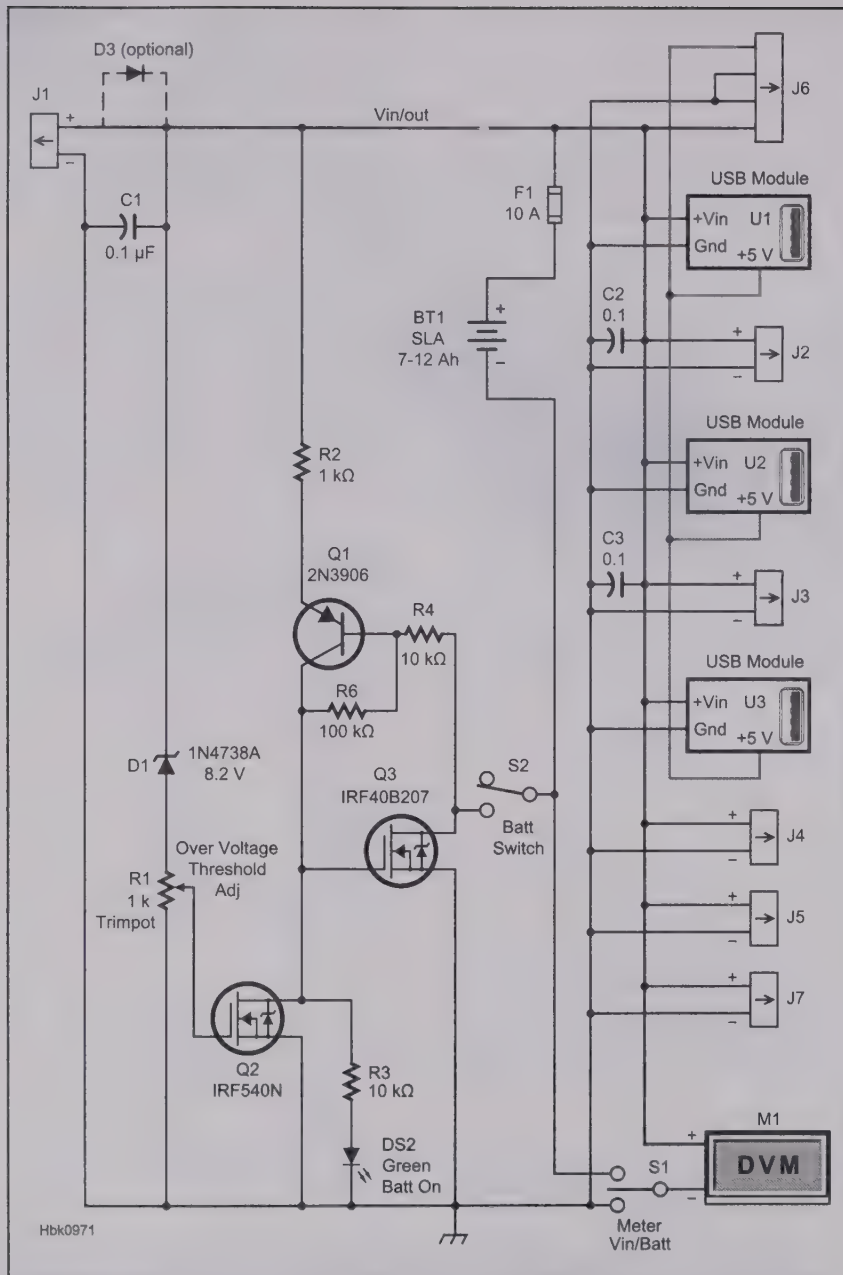 D3 (optional)
J1
+
−
Vin/out
J6
C1
0.1 µF
F1
10 A
USB Module
+Vin
U1
Gnd
+5 V
BT1
SLA
7-12 Ah
+
−
C2
0.1
+
−
J2
R2
1 kΩ
USB Module
+Vin
U2
Gnd
+5 V
Q1
2N3906
R4
10 kΩ
C3
0.1
+
−
J3
R6
100 kΩ
USB Module
+Vin
U3
Gnd
+5 V
D1
1N4738A
8.2 V
Q3
IRF40B207
S2
Batt
Switch
+
−
J4
Over Voltage
Threshold
Adj
R1
1 k
Trimpot
+
−
J5
+
−
J7
Q2
IRF540N
R3
10 kΩ
DS2
Green
Batt On
M1
+
−
DVM
S1
Meter
Vin/Batt
Hbk0971